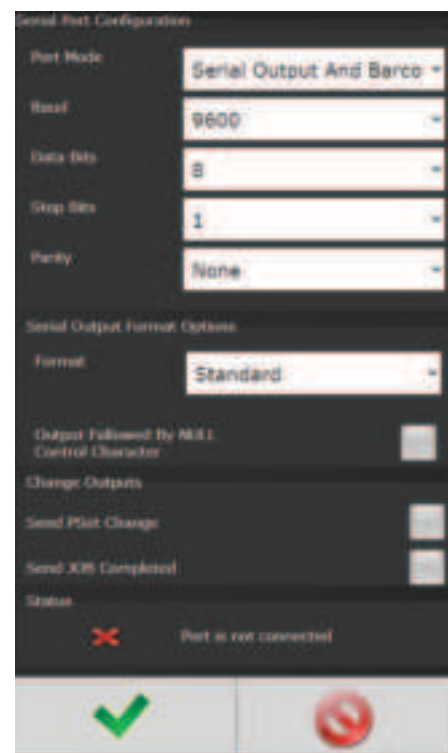 Serial Port Configuration
Port Mode
Serial Output And Barco
Baud
9600
Data Bits
8
Stop Bits
1
Parity
None
Serial Output Format Options
Format
Standard
Output Followed By NULL
Control Character
Change Outputs
Send PSet Change
Send JOB Completed
Status
Port is not connected